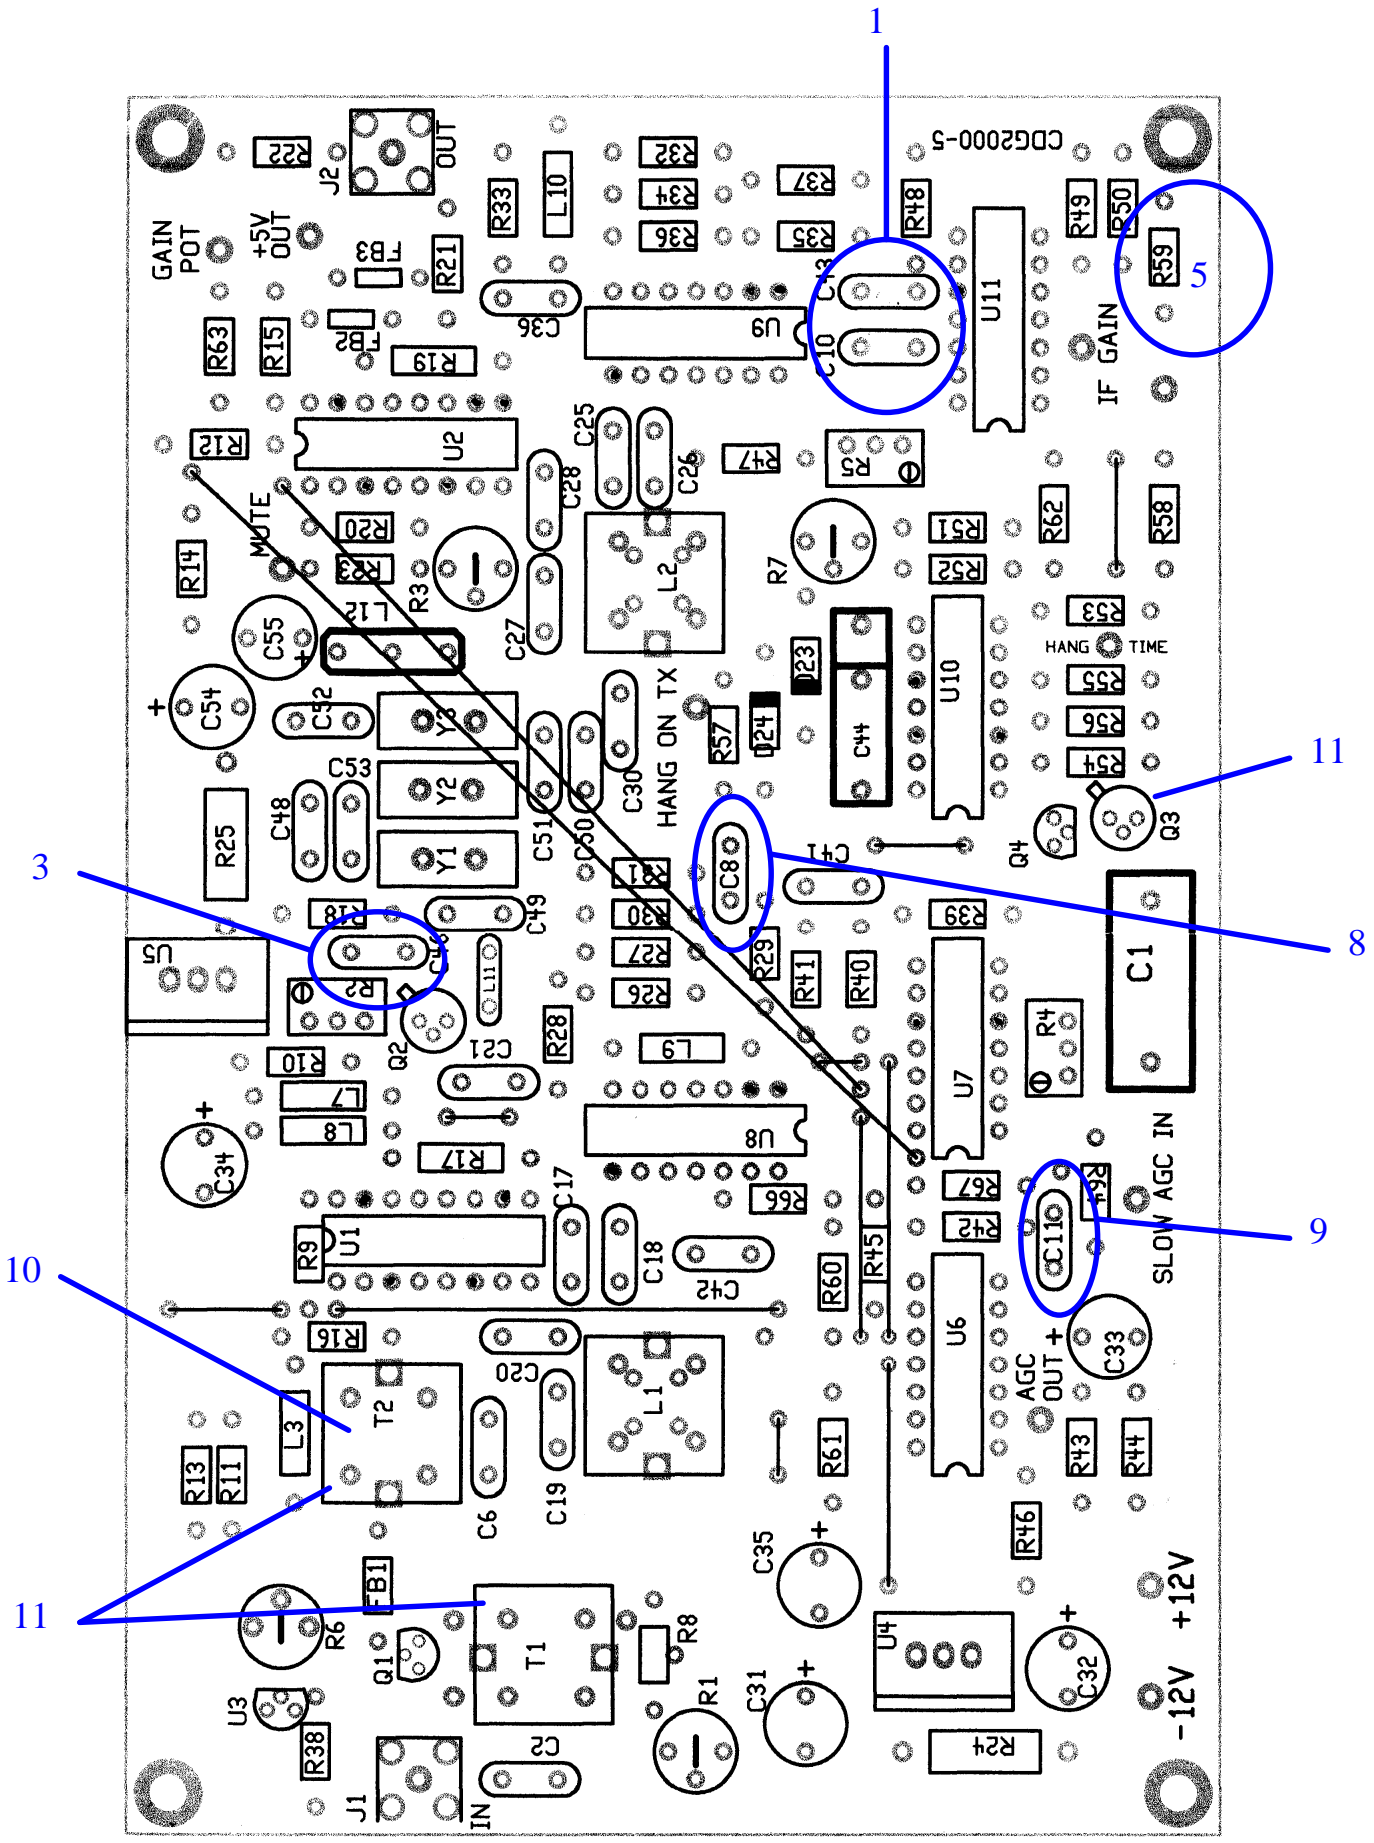 1
CDG2000-5
R22
J2
OUT
R33
L10
R32
R34
R36
R37
R35
R48
R49
R50
R59
5
GAIN
POT
+5V
OUT
FB3
R21
C36
U9
C13
C10
U11
IF GAIN
R63
R15
FB2
R19
R12
U2
C25
C28
C26
R47
R5
MUTE
R20
R14
R23
R3
L12
C55
C27
L2
R7
R51
R52
R62
R58
R53
HANG TIME
D23
U10
R55
R56
R54
C54
C52
Y3
R57
D24
C44
HANG ON TX
C30
C53
C48
Y2
C51
C50
R25
Y1
11
Q4
Q3
3
R31
C8
C41
8
R18
C49
R30
R39
C46
U5
L11
R27
R29
R41
R40
C1
R2
R26
Q2
R28
R4
R10
C21
L9
U7
L7
L8
U8
C34
R17
C17
R66
R67
R64
SLOW AGC IN
R42
9
R9
U1
C18
C42
R60
R45
C11
10
R16
C20
L1
U6
AGC
OUT
C33
T2
L3
C6
C19
R61
R43
R44
R13
R11
R46
C35
11
FB1
R6
Q1
T1
R8
U4
C32
+12V
-12V
U3
R38
R1
C31
R24
C2
J1
IN